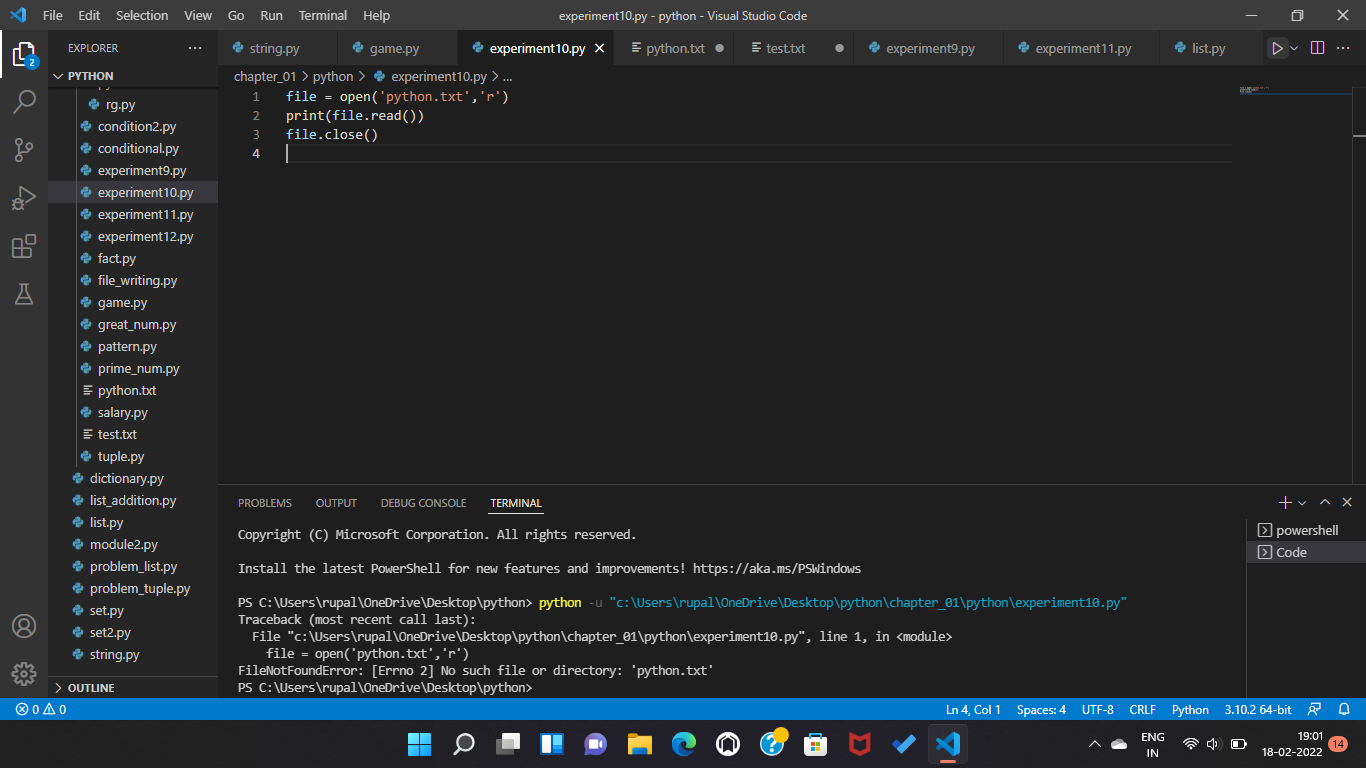 File Edit Selection View Go Run Terminal Help experiment10.py - python - Visual Studio Code
EXPLORER ... string.py game.py experiment10.py python.txt test.txt experiment9.py experiment11.py list.py
2
PYTHON
chapter_01 > python > experiment10.py > ...
rg.py
condition2.py
conditional.py
experiment9.py
experiment10.py
experiment11.py
experiment12.py
fact.py
file_writing.py
game.py
great_num.py
pattern.py
prime_num.py
python.txt
salary.py
test.txt
tuple.py
dictionary.py
list_addition.py
list.py
module2.py
problem_list.py
problem_tuple.py
set.py
set2.py
string.py
OUTLINE
1 file = open('python.txt','r')
2 print(file.read())
3 file.close()
4
PROBLEMS OUTPUT DEBUG CONSOLE TERMINAL
powershell
Code
Copyright (C) Microsoft Corporation. All rights reserved.
Install the latest PowerShell for new features and improvements! https://aka.ms/PSWindows
PS C:\Users\rupal\OneDrive\Desktop\python> python -u "c:\Users\rupal\OneDrive\Desktop\python\chapter_01\python\experiment10.py"
Traceback (most recent call last):
File "c:\Users\rupal\OneDrive\Desktop\python\chapter_01\python\experiment10.py", line 1, in <module>
file = open('python.txt','r')
FileNotFoundError: [Errno 2] No such file or directory: 'python.txt'
PS C:\Users\rupal\OneDrive\Desktop\python>
0 0 Ln 4, Col 1 Spaces: 4 UTF-8 CRLF Python 3.10.2 64-bit
ENG
IN
19:01
18-02-2022
14